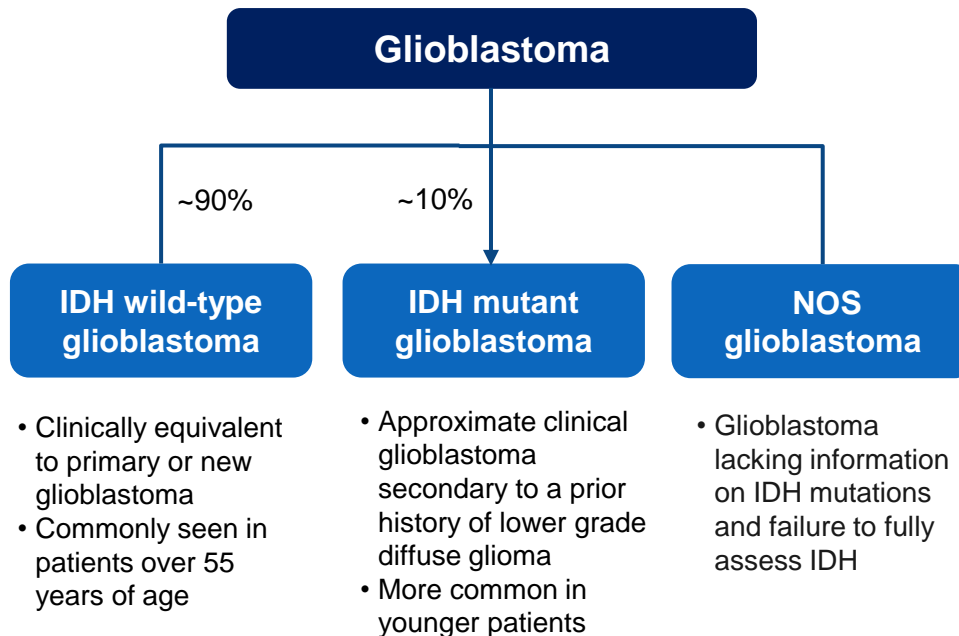 Glioblastoma
~90%
~10%
IDH wild-type
glioblastoma
IDH mutant
glioblastoma
NOS
glioblastoma
• Clinically equivalent
to primary or new
glioblastoma
• Commonly seen in
patients over 55
years of age
• Approximate clinical
glioblastoma
secondary to a prior
history of lower grade
diffuse glioma
• More common in
younger patients
• Glioblastoma
lacking information
on IDH mutations
and failure to fully
assess IDH